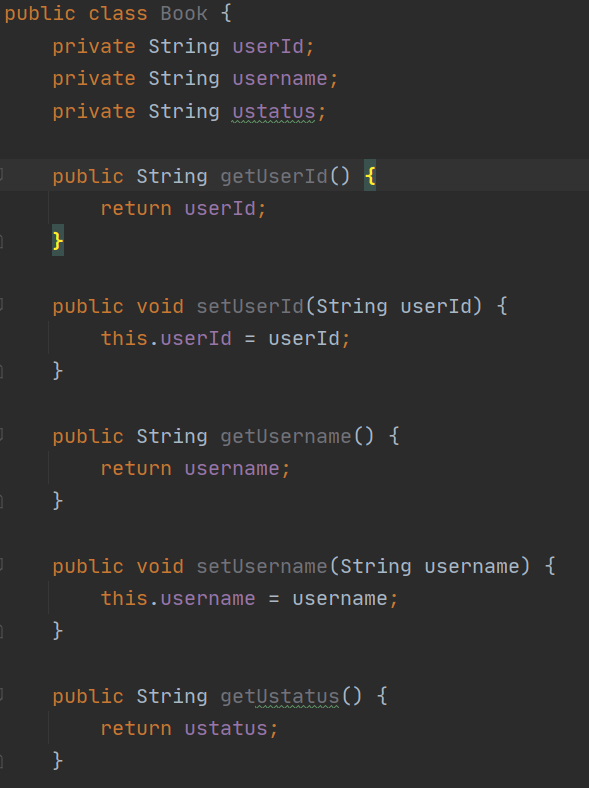 public class Book {
    private String userId;
    private String username;
    private String ustatus;

    public String getUserId() {
        return userId;
    }

    public void setUserId(String userId) {
        this.userId = userId;
    }

    public String getUsername() {
        return username;
    }

    public void setUsername(String username) {
        this.username = username;
    }

    public String getUstatus() {
        return ustatus;
    }